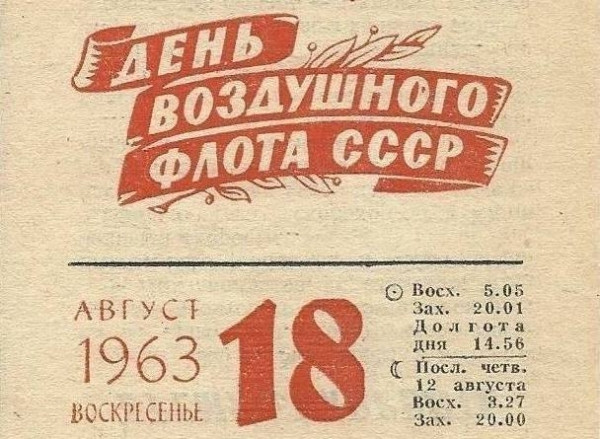 ДЕНЬ
ВОЗДУШНОГО
ФЛОТА СССР
АВГУСТ
1963
ВОСКРЕСЕНЬЕ
18
Восх. 5.05
Зах. 20.01
Долгота
дня 14.56
Посл. четв.
12 августа
Восх. 3.27
Зах. 20.00